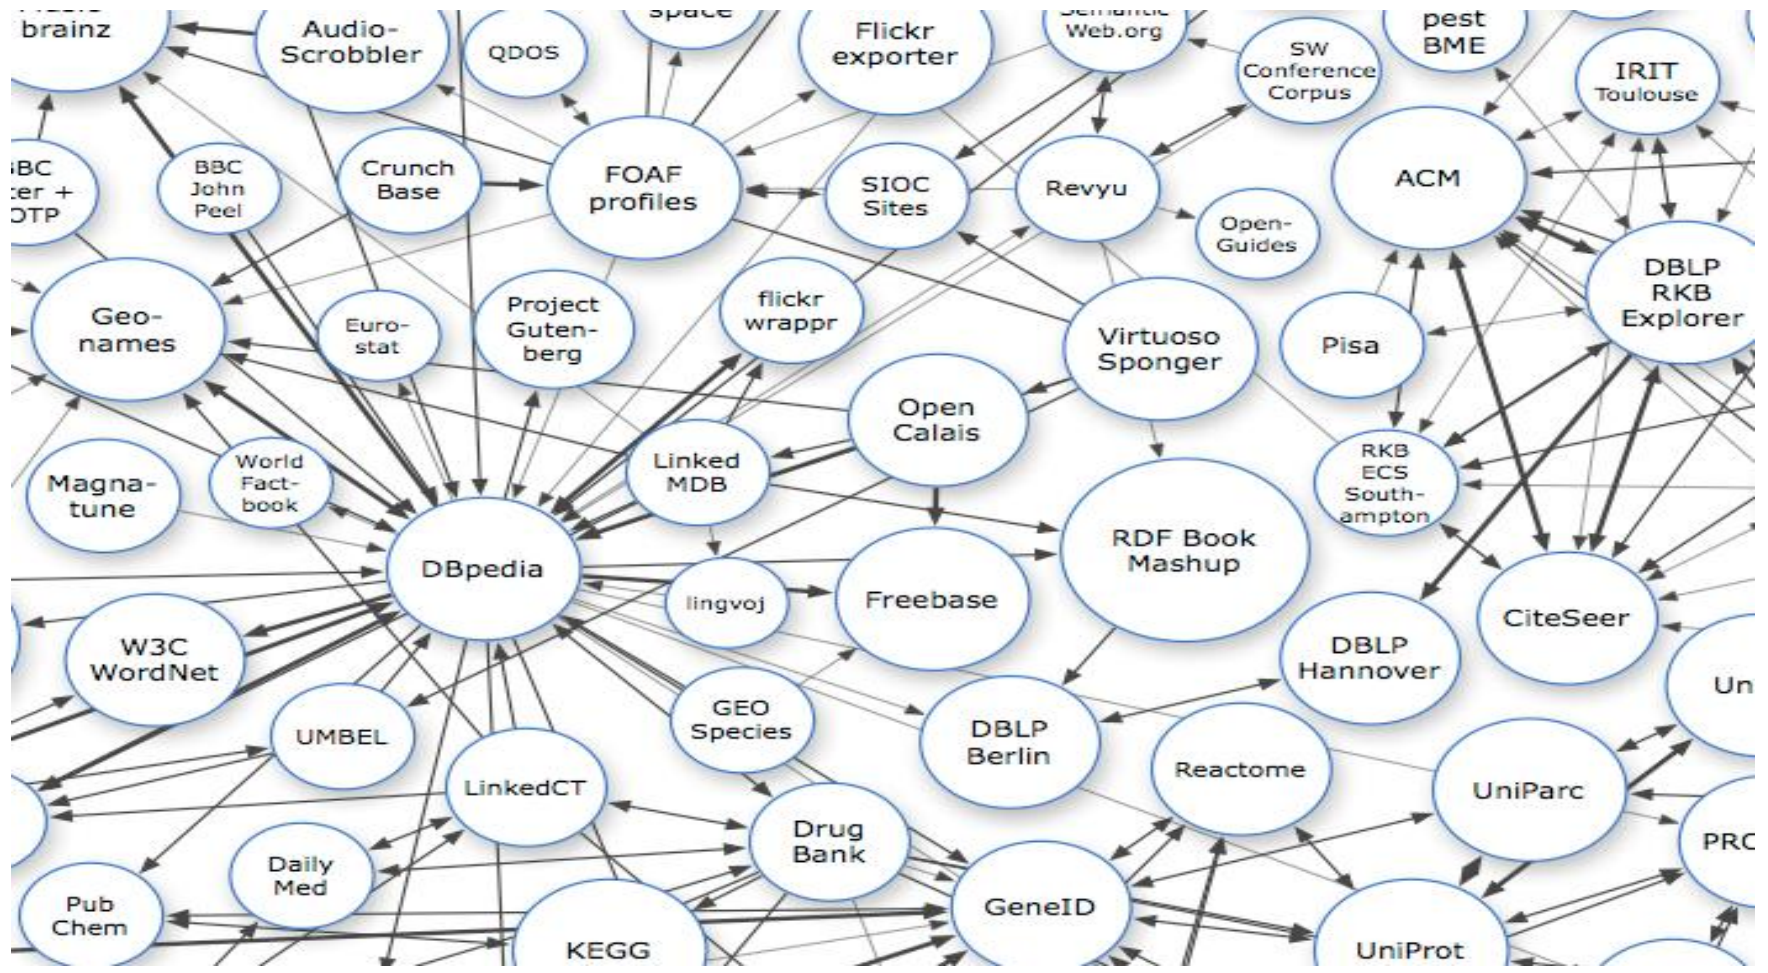 brainz
Audio-
Scrobbler
QDOS
space
Flickr
exporter
Semantic
Web.org
SW
Conference
Corpus
pest
BME
IRIT
Toulouse
BBC
John
Peel
Crunch
Base
FOAF
profiles
SIOC
Sites
Revyu
Open-
Guides
ACM
DBLP
RKB
Explorer
Geo-
names
Euro-
stat
Project
Guten-
berg
flickr
wrappr
Virtuoso
Sponger
Pisa
Open
Calais
Magna-
tune
World
Fact-
book
Linked
MDB
RKB
ECS
South-
ampton
DBpedia
lingvoj
Freebase
RDF Book
Mashup
CiteSeer
W3C
WordNet
DBLP
Hannover
UMBEL
GEO
Species
DBLP
Berlin
Un
LinkedCT
Reactome
UniParc
Drug
Bank
Daily
Med
Pub
Chem
KEGG
GeneID
UniProt